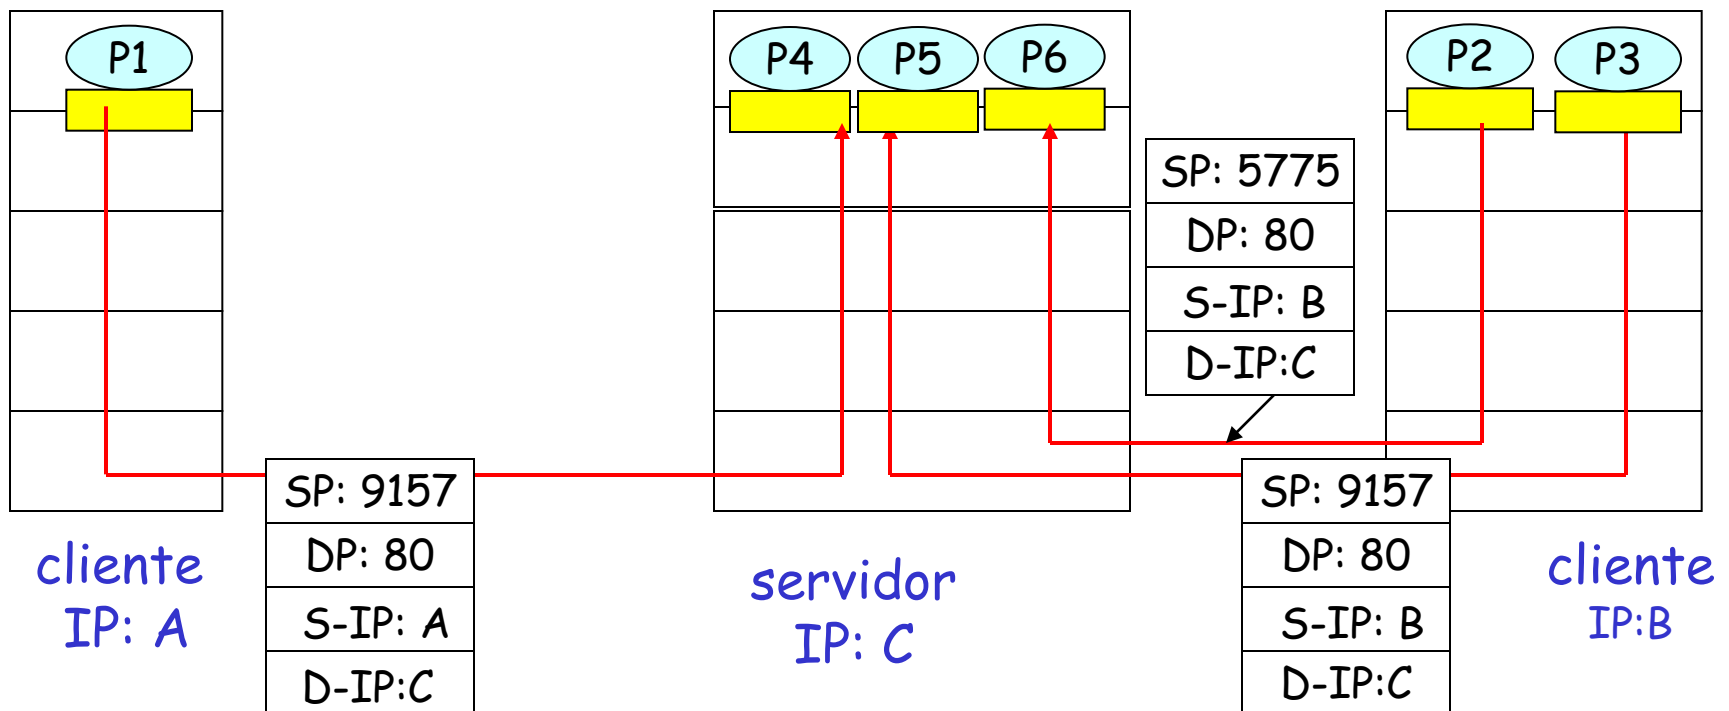 P1
P4
P5
P6
P2
P3
SP: 5775
DP: 80
S-IP: B
D-IP:C
SP: 9157
DP: 80
S-IP: A
D-IP:C
SP: 9157
DP: 80
S-IP: B
D-IP:C
cliente
IP: A
servidor
IP: C
cliente
IP:B